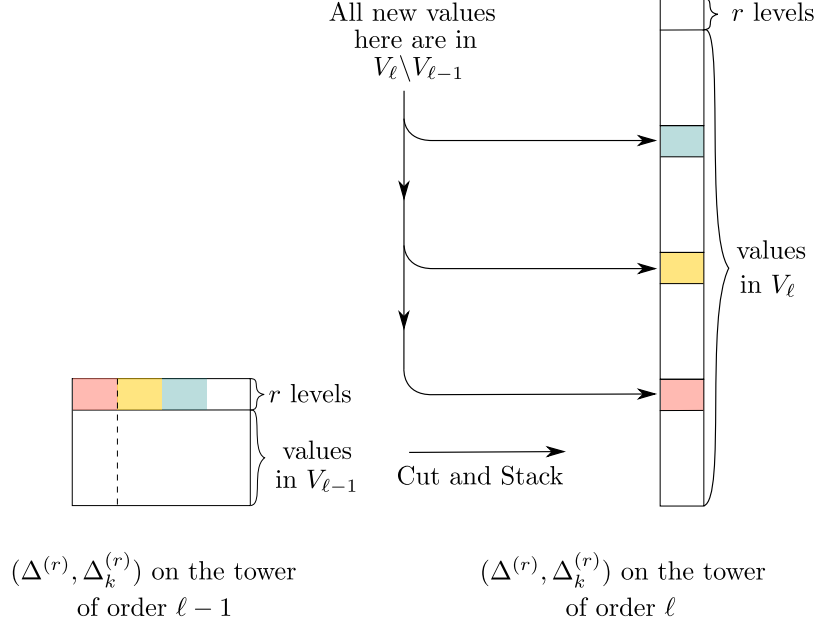 All new values
here are in
V_ℓ\V_{ℓ−1}
r levels
values
in V_ℓ
r levels
values
in V_{ℓ−1}
Cut and Stack
(Δ^{(r)}, Δ_k^{(r)}) on the tower
of order ℓ − 1
(Δ^{(r)}, Δ_k^{(r)}) on the tower
of order ℓ